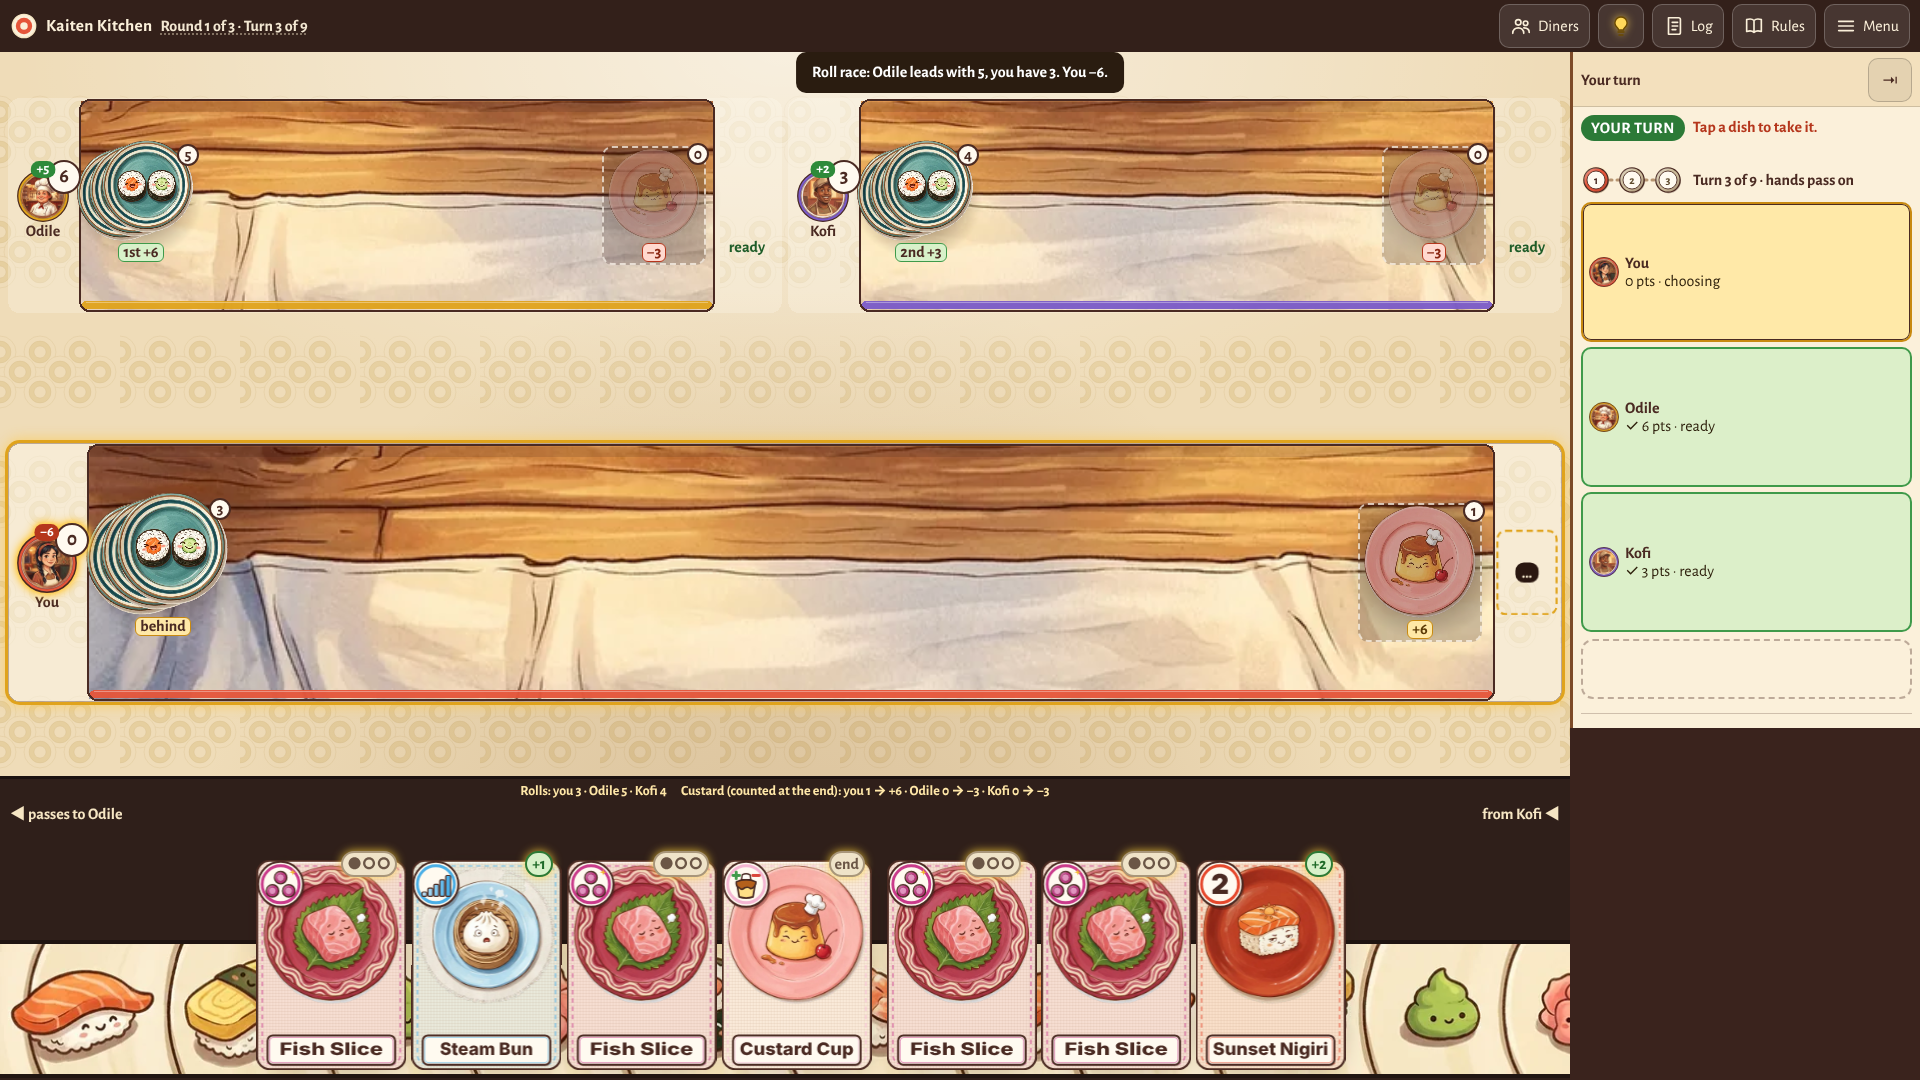 Kaiten Kitchen Round 1 of 3 · Turn 3 of 9
Diners
Log
Rules
Menu
Roll race: Odile leads with 5, you have 3. You −6.
+5
6
Odile
5
1st +6
0
−3
ready
+2
3
Kofi
4
2nd +3
0
−3
ready
−6
0
You
3
behind
1
+6
...
Your turn
YOUR TURN Tap a dish to take it.
1 2 3 Turn 3 of 9 · hands pass on
You
0 pts · choosing
Odile
✓ 6 pts · ready
Kofi
✓ 3 pts · ready
Rolls: you 3 · Odile 5 · Kofi 4 Custard (counted at the end): you 1 → +6 · Odile 0 → −3 · Kofi 0 → −3
◀ passes to Odile
from Kofi ◀
Fish Slice
+1
Steam Bun
Fish Slice
end
Custard Cup
Fish Slice
Fish Slice
2
+2
Sunset Nigiri